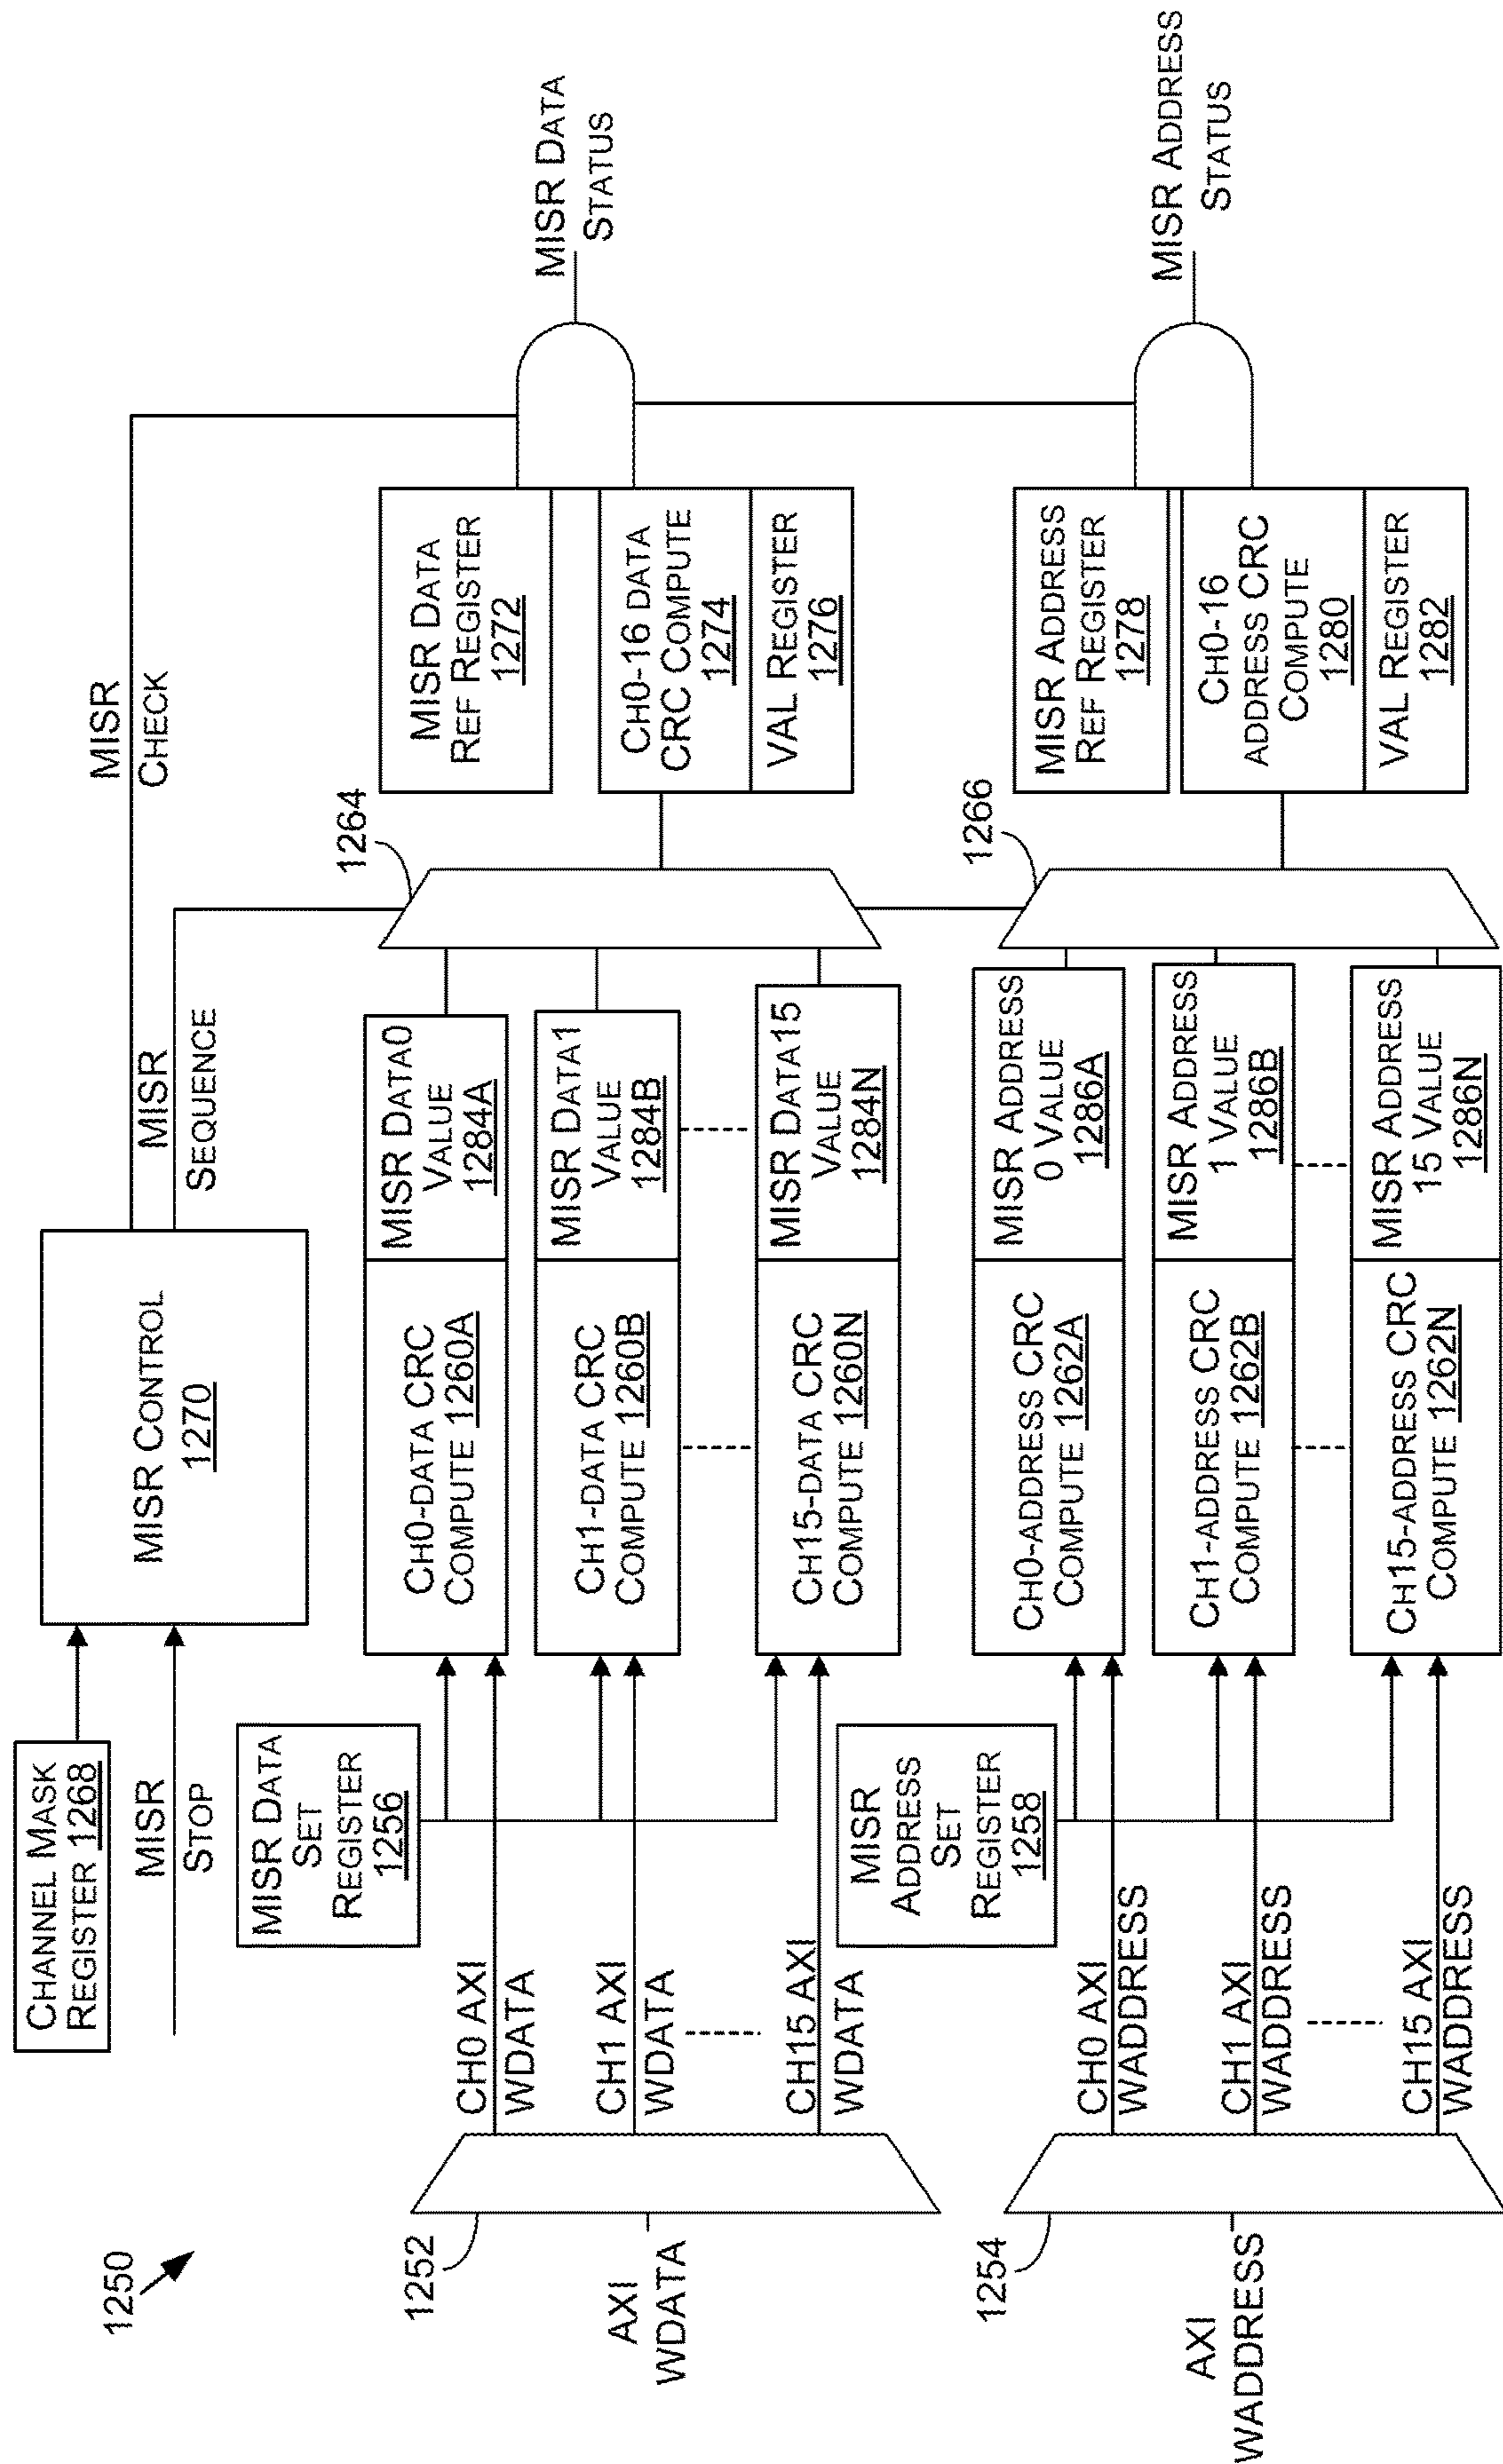 1250
CHANNEL MASK
REGISTER 1268
MISR
STOP
MISR CONTROL
1270
MISR
CHECK
MISR
SEQUENCE
1252
AXI
WDATA
CH0 AXI
WDATA
CH1 AXI
WDATA
CH15 AXI
WDATA
MISR DATA
SET
REGISTER
1256
CH0-DATA CRC
COMPUTE 1260A
MISR DATA0
VALUE
1284A
CH1-DATA CRC
COMPUTE 1260B
MISR DATA1
VALUE
1284B
CH15-DATA CRC
COMPUTE 1260N
MISR DATA15
VALUE
1284N
1264
MISR DATA
REF REGISTER
1272
CH0-16 DATA
CRC COMPUTE
1274
VAL REGISTER
1276
MISR DATA
STATUS
1254
AXI
WADDRESS
CH0 AXI
WADDRESS
CH1 AXI
WADDRESS
CH15 AXI
WADDRESS
MISR
ADDRESS
SET
REGISTER
1258
CH0-ADDRESS CRC
COMPUTE 1262A
MISR ADDRESS
0 VALUE
1286A
CH1-ADDRESS CRC
COMPUTE 1262B
MISR ADDRESS
1 VALUE
1286B
CH15-ADDRESS CRC
COMPUTE 1262N
MISR ADDRESS
15 VALUE
1286N
1266
MISR ADDRESS
REF REGISTER
1278
CH0-16
ADDRESS CRC
COMPUTE
1280
VAL REGISTER
1282
MISR ADDRESS
STATUS